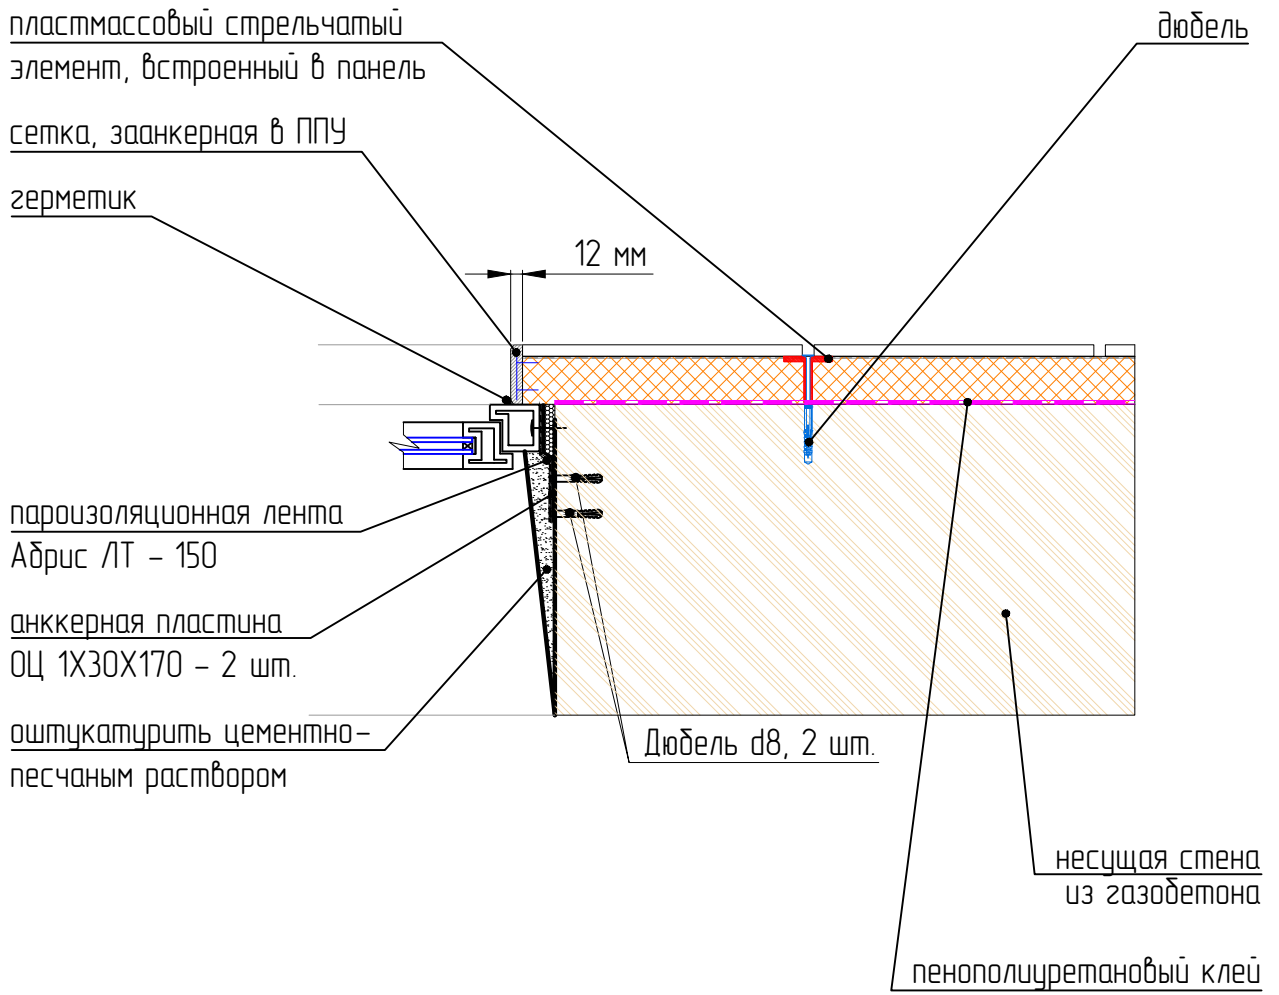 пластмассовый стрельчатый
элемент, встроенный в панель
дюбель
сетка, заанкерная в ППУ
герметик
12 мм
пароизоляционная лента
Абрис ЛТ - 150
анккерная пластина
ОЦ 1Х30Х170 - 2 шт.
оштукатурить цементно-
песчаным раствором
Дюбель d8, 2 шт.
несущая стена
из газобетона
пенополиуретановый клей